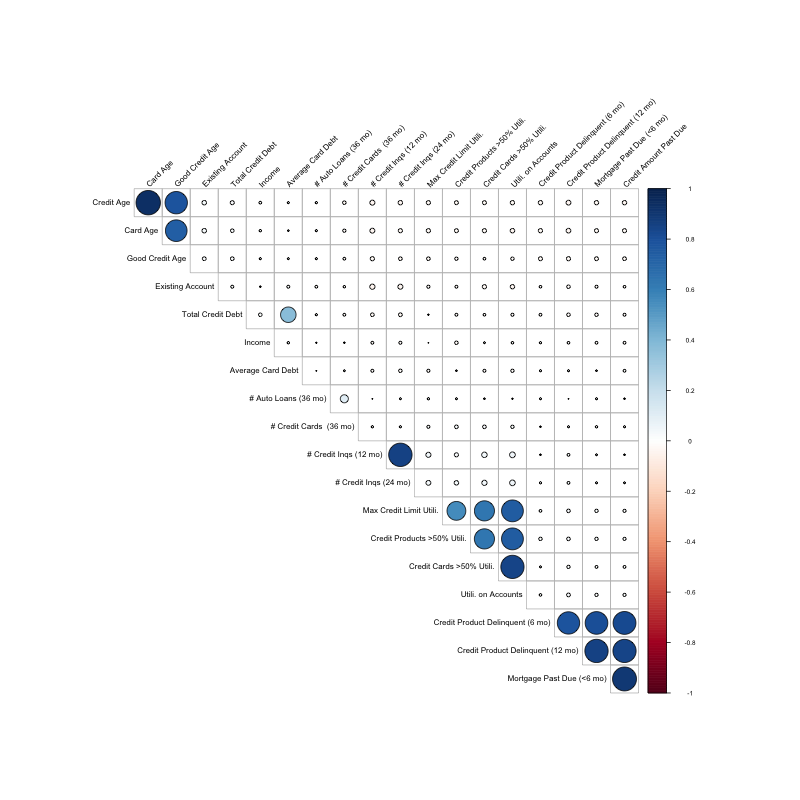 Card Age
Good Credit Age
Existing Account
Total Credit Debt
Income
Average Card Debt
# Auto Loans (36 mo)
# Credit Cards  (36 mo)
# Credit Inqs (12 mo)
# Credit Inqs (24 mo)
Max Credit Limit Utili.
Credit Products >50% Utili.
Credit Cards >50% Utili.
Utili. on Accounts
Credit Product Delinquent (6 mo)
Credit Product Delinquent (12 mo)
Mortgage Past Due (<6 mo)
Credit Amount Past Due
Credit Age
Card Age
Good Credit Age
Existing Account
Total Credit Debt
Income
Average Card Debt
# Auto Loans (36 mo)
# Credit Cards  (36 mo)
# Credit Inqs (12 mo)
# Credit Inqs (24 mo)
Max Credit Limit Utili.
Credit Products >50% Utili.
Credit Cards >50% Utili.
Utili. on Accounts
Credit Product Delinquent (6 mo)
Credit Product Delinquent (12 mo)
Mortgage Past Due (<6 mo)
1
0.8
0.6
0.4
0.2
0
-0.2
-0.4
-0.6
-0.8
-1